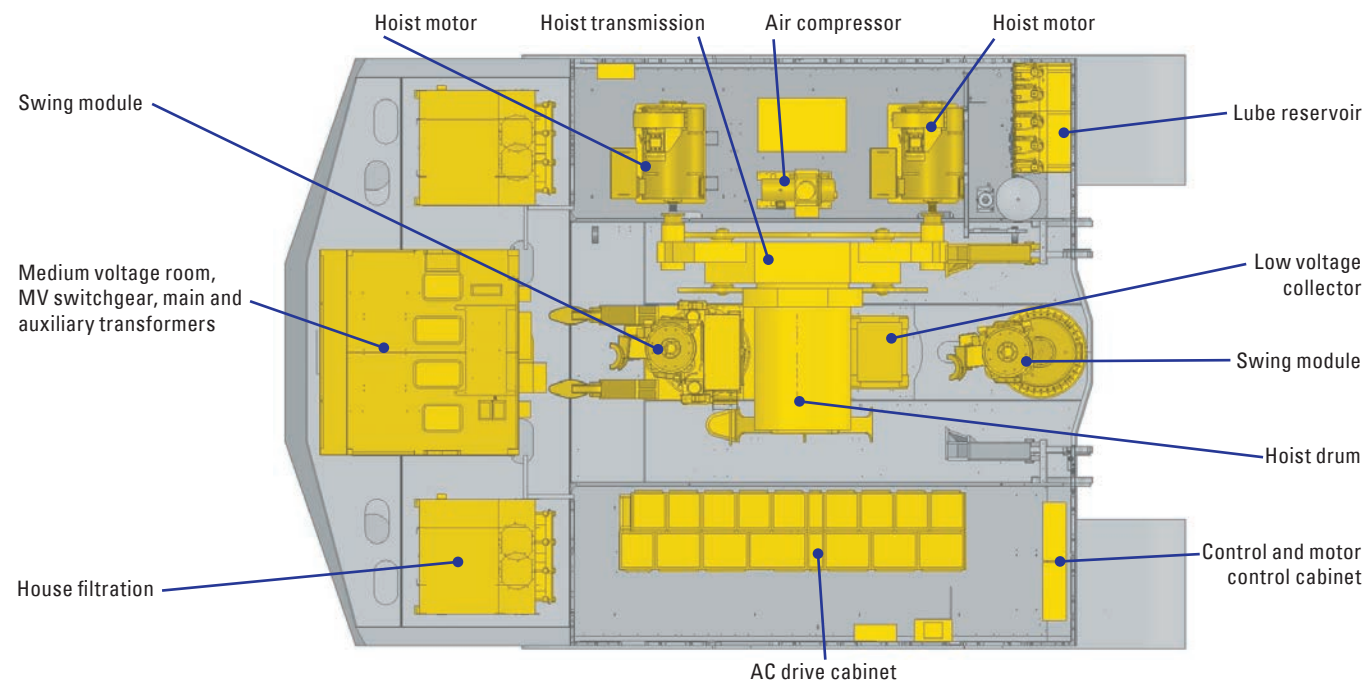 Hoist motor
Hoist transmission
Air compressor
Hoist motor
Swing module
Lube reservoir
Medium voltage room,
MV switchgear, main and
auxiliary transformers
Low voltage
collector
Swing module
Hoist drum
House filtration
Control and motor
control cabinet
AC drive cabinet